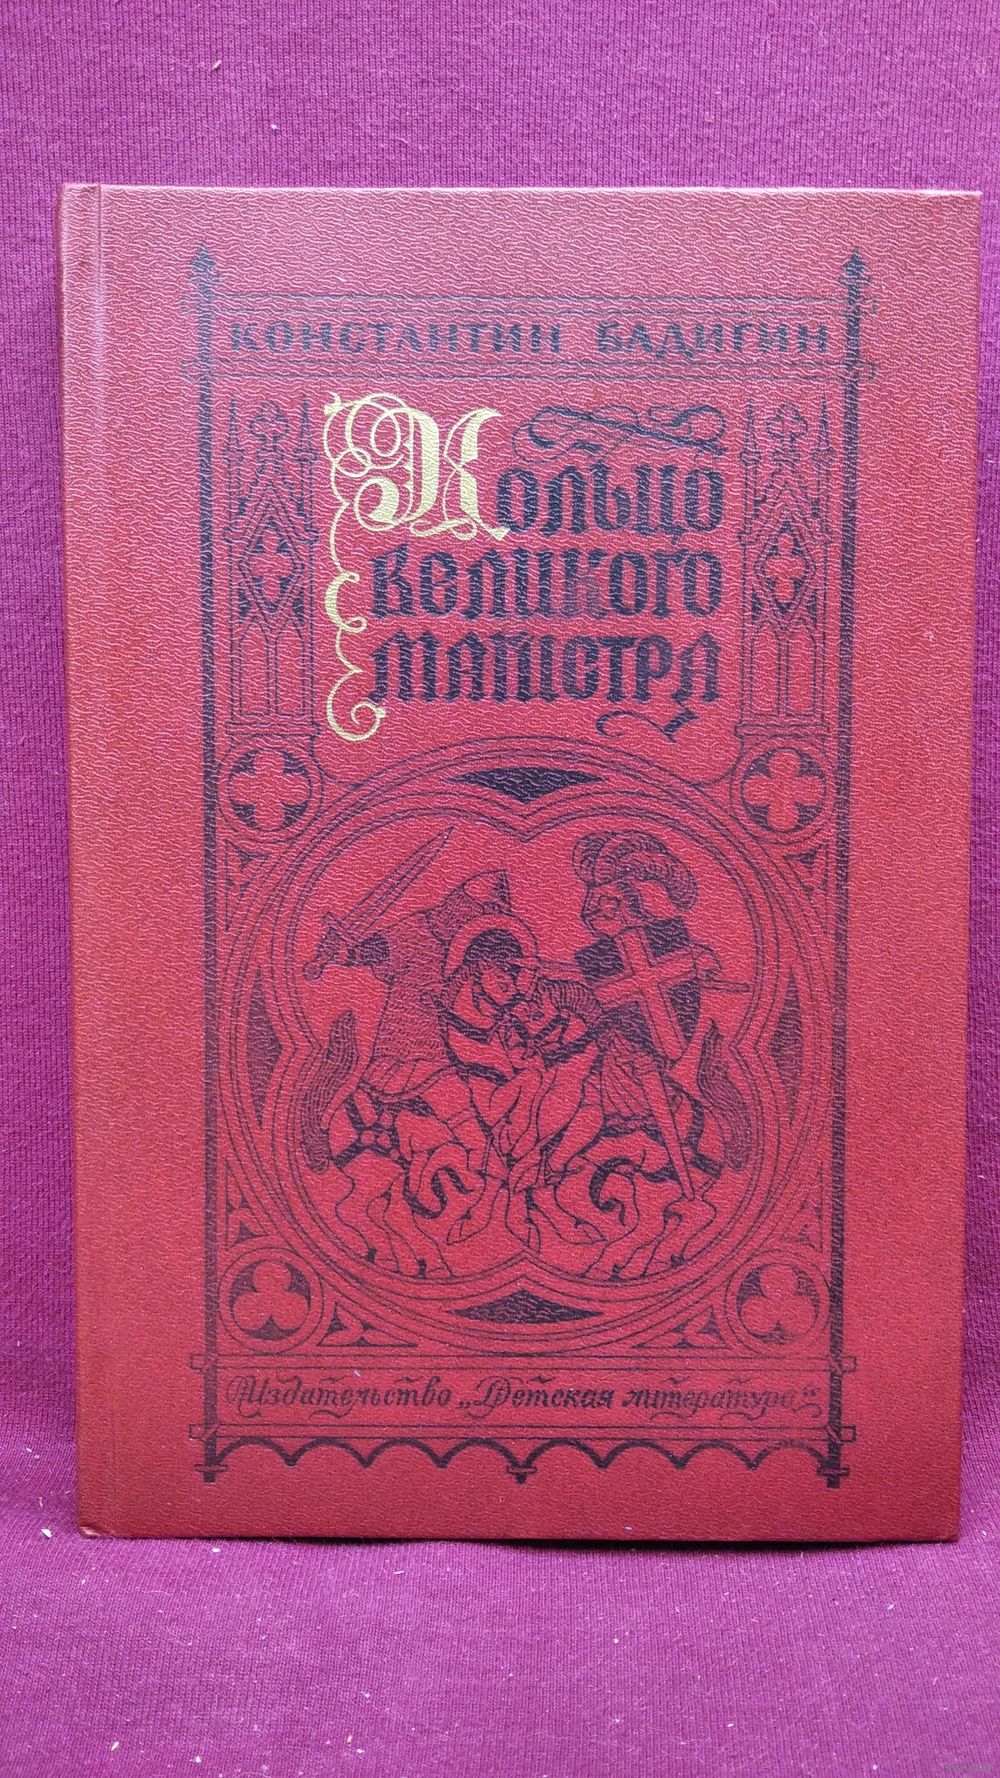 КОНСТАНТИН БАДИГИН
Кольцо
великого
магистра
Издательство „Детская литература“